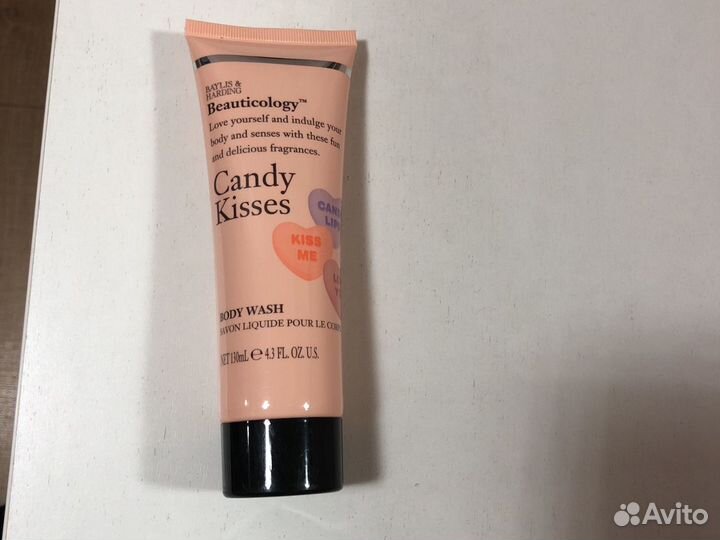 BAYLIS &
HARDING
Beauticology™
Love yourself and indulge your
body and senses with these fun
and delicious fragrances.
Candy
Kisses
KISS
ME
BODY WASH
SAVON LIQUIDE POUR LE
NET 130mL ℮ 4.3 FL. OZ. U.S.
Avito